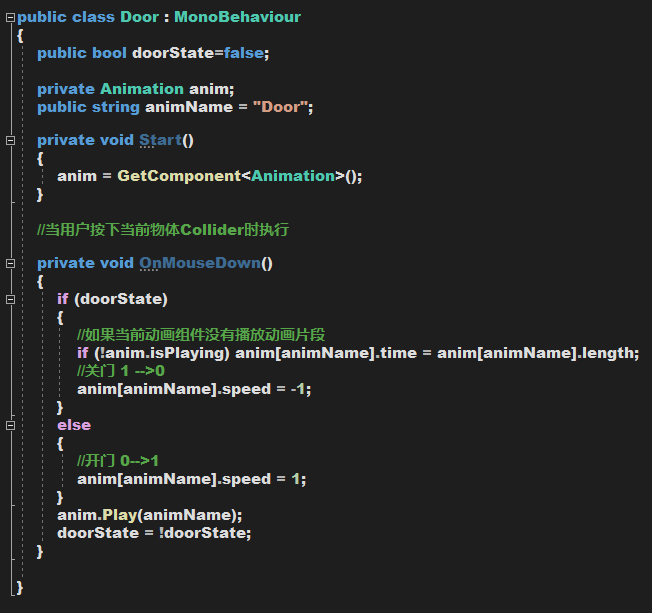 public class Door : MonoBehaviour
{
public bool doorState=false;
private Animation anim;
public string animName = "Door";
private void Start()
{
anim = GetComponent<Animation>();
}
//当用户按下当前物体Collider时执行
private void OnMouseDown()
{
if (doorState)
{
//如果当前动画组件没有播放动画片段
if (!anim.isPlaying) anim[animName].time = anim[animName].length;
//关门 1 -->0
anim[animName].speed = -1;
}
else
{
//开门 0-->1
anim[animName].speed = 1;
}
anim.Play(animName);
doorState = !doorState;
}
}